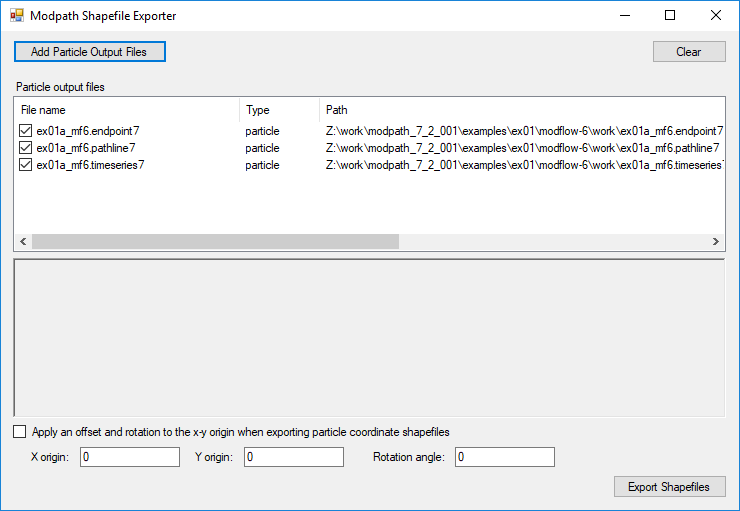 Modpath Shapefile Exporter
Add Particle Output Files Clear
Particle output files
File name Type Path
ex01a_mf6.endpoint7 particle Z:\work\modpath_7_2_001\examples\ex01\modflow-6\work\ex01a_mf6.endpoint7
ex01a_mf6.pathline7 particle Z:\work\modpath_7_2_001\examples\ex01\modflow-6\work\ex01a_mf6.pathline7
ex01a_mf6.timeseries7 particle Z:\work\modpath_7_2_001\examples\ex01\modflow-6\work\ex01a_mf6.timeseries7
Apply an offset and rotation to the x-y origin when exporting particle coordinate shapefiles
X origin: 0 Y origin: 0 Rotation angle: 0
Export Shapefiles